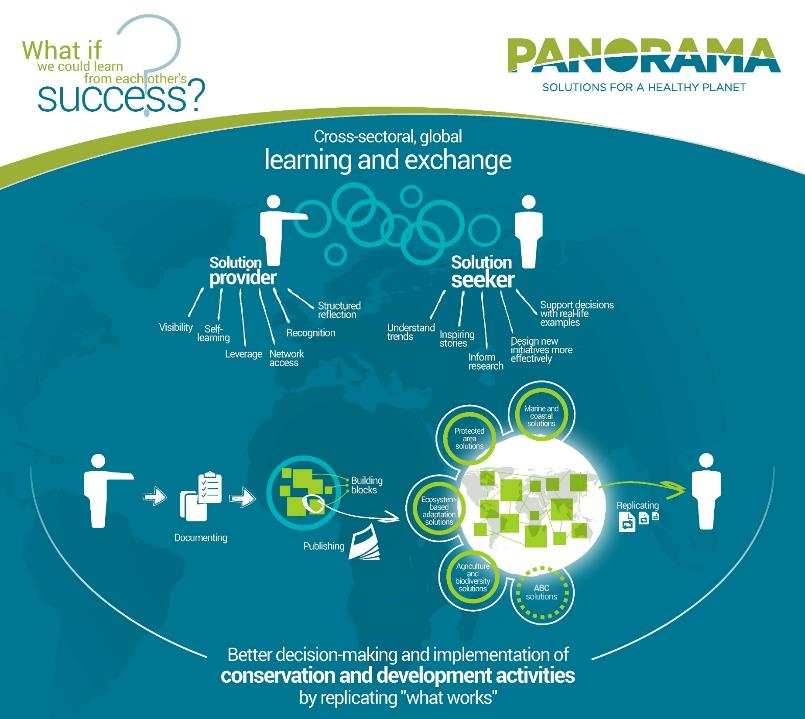 What if
we could learn
from each other's
success?
?
PANORAMA
SOLUTIONS FOR A HEALTHY PLANET
Cross-sectoral, global
learning and exchange
Solution
provider
Visibility
Self-
learning
Leverage
Network
access
Recognition
Structured
reflection
Solution
seeker
Understand
trends
Inspiring
stories
Inform
research
Design new
initiatives more
effectively
Support decisions
with real-life
examples
Documenting
Building
blocks
Publishing
Protected
area
solutions
Marine and
coastal
solutions
Ecosystem-
based
adaptation
solutions
Agriculture
and
biodiversity
solutions
ABC
solutions
Replicating
Better decision-making and implementation of
conservation and development activities
by replicating "what works"